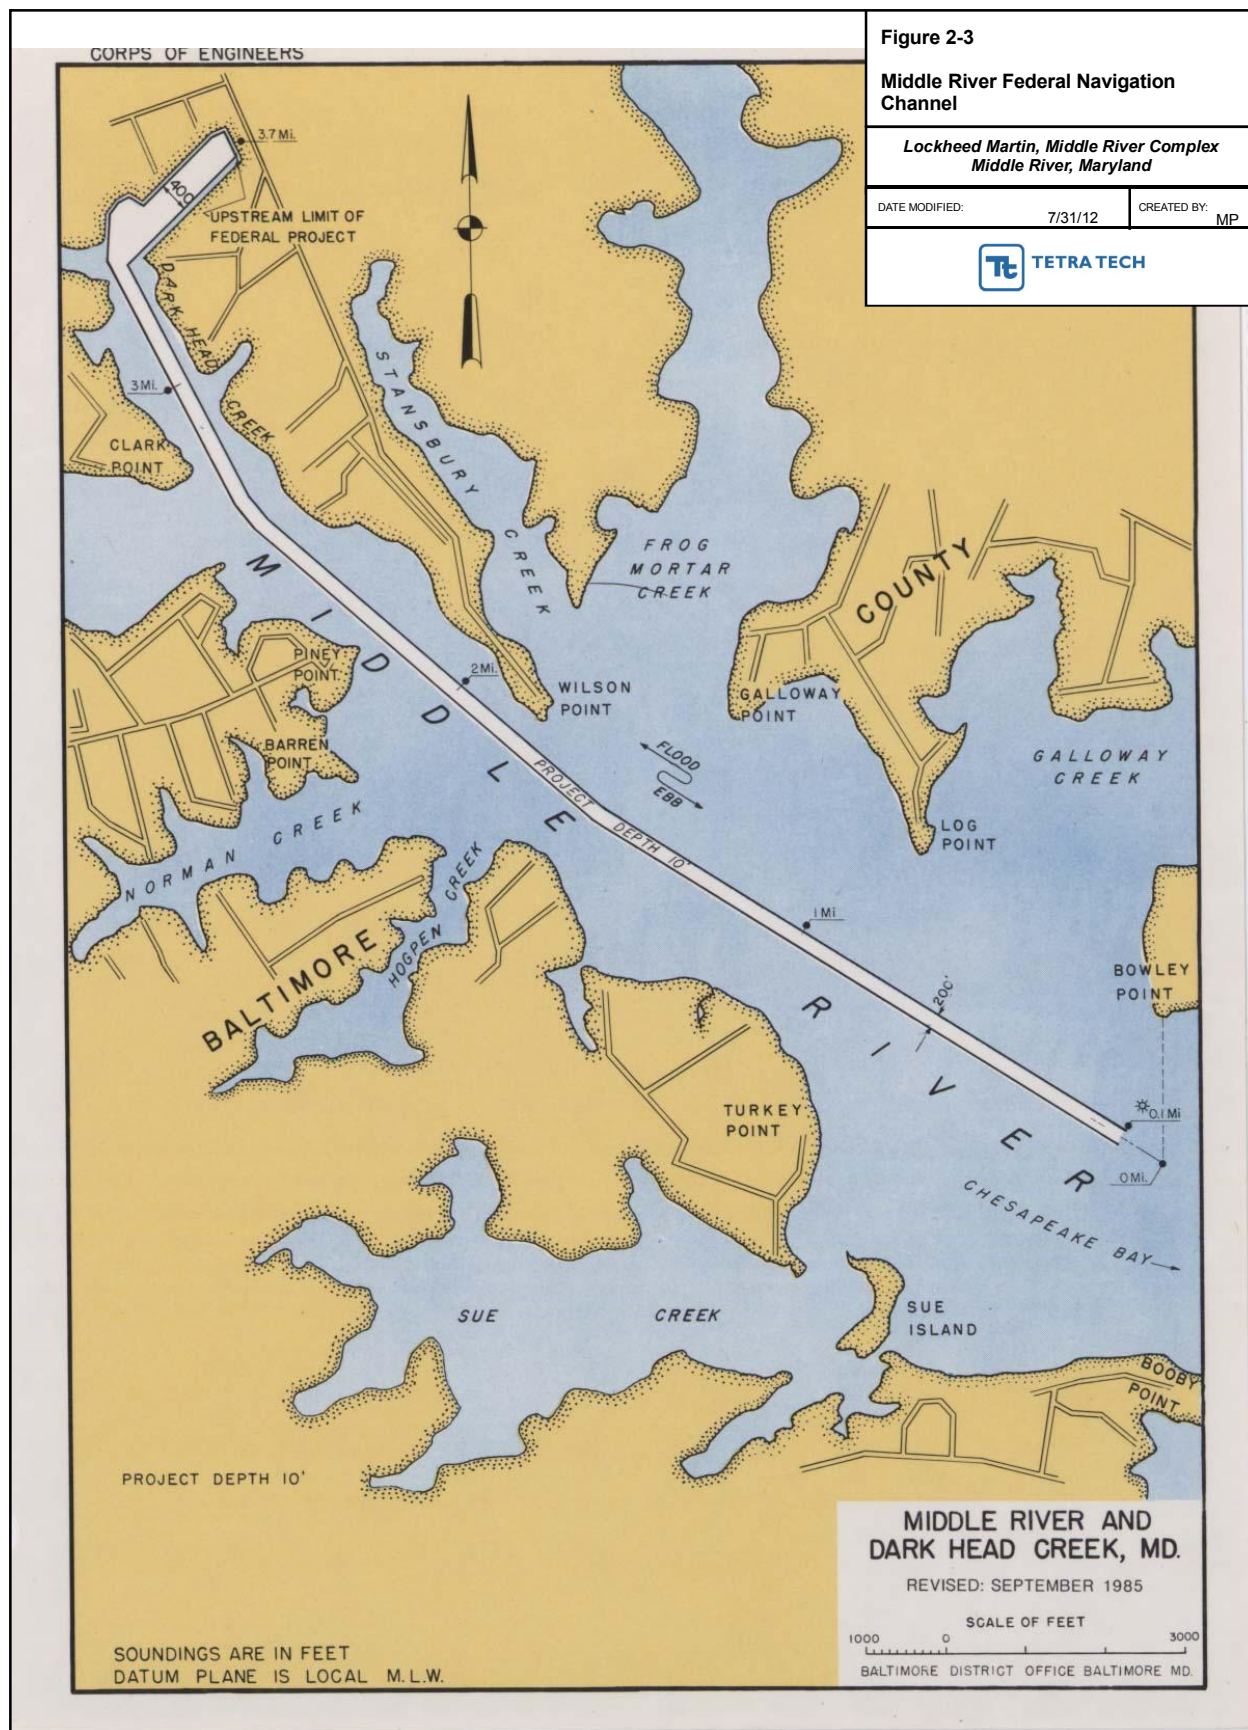 CORPS OF ENGINEERS
Figure 2-3
Middle River Federal Navigation
Channel
Lockheed Martin, Middle River Complex
Middle River, Maryland
DATE MODIFIED: 7/31/12
CREATED BY: MP
Tt TETRA TECH
3.7 Mi.
400'
UPSTREAM LIMIT OF
FEDERAL PROJECT
DARK HEAD CREEK
3 Mi.
CLARK
POINT
STANSBURY CREEK
FROG
MORTAR
CREEK
COUNTY
MIDDLE RIVER
PINEY
POINT
2 Mi.
WILSON
POINT
GALLOWAY
POINT
BARREN
POINT
FLOOD
EBB
GALLOWAY
CREEK
PROJECT DEPTH 10'
LOG
POINT
NORMAN CREEK
HOGPEN CREEK
BALTIMORE
1 Mi
200'
BOWLEY
POINT
TURKEY
POINT
0.1 Mi
0 Mi.
CHESAPEAKE BAY
SUE CREEK
SUE
ISLAND
BOOBY
POINT
PROJECT DEPTH 10'
MIDDLE RIVER AND
DARK HEAD CREEK, MD.
REVISED: SEPTEMBER 1985
SCALE OF FEET
1000 0 3000
BALTIMORE DISTRICT OFFICE BALTIMORE MD.
SOUNDINGS ARE IN FEET
DATUM PLANE IS LOCAL M.L.W.